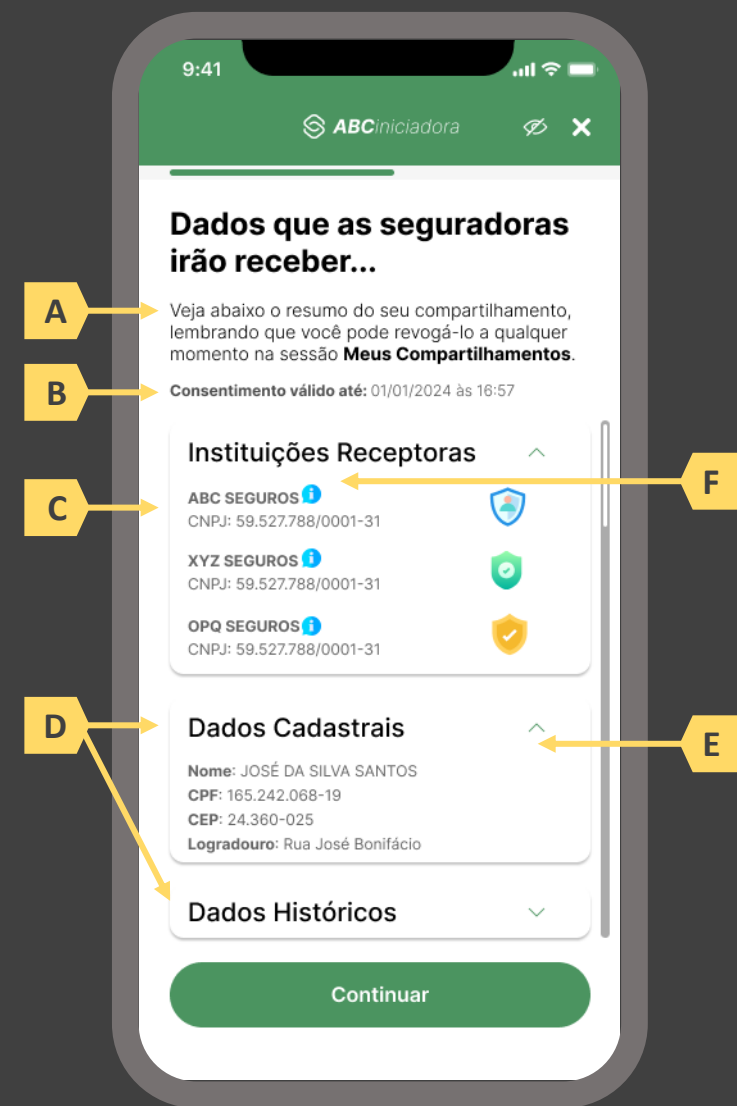 9:41
ABCiniciadora
Dados que as seguradoras
irão receber...
A
Veja abaixo o resumo do seu compartilhamento,
lembrando que você pode revogá-lo a qualquer
momento na sessão Meus Compartilhamentos.
B
Consentimento válido até: 01/01/2024 às 16:57
Instituições Receptoras
F
C
ABC SEGUROS i
CNPJ: 59.527.788/0001-31
XYZ SEGUROS i
CNPJ: 59.527.788/0001-31
OPQ SEGUROS i
CNPJ: 59.527.788/0001-31
D
Dados Cadastrais
E
Nome: JOSÉ DA SILVA SANTOS
CPF: 165.242.068-19
CEP: 24.360-025
Logradouro: Rua José Bonifácio
Dados Históricos
Continuar